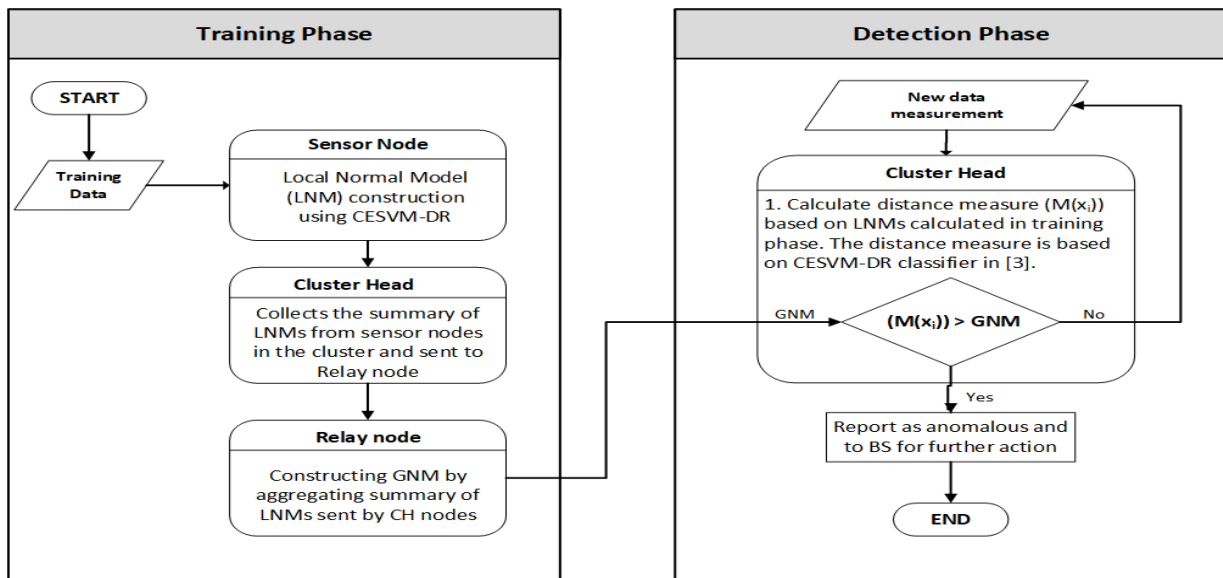 Training Phase
START
Training
Data
Sensor Node
Local Normal Model
(LNM) construction
using CESVM-DR
Cluster Head
Collects the summary of
LNMs from sensor nodes
in the cluster and sent to
Relay node
Relay node
Constructing GNM by
aggregating summary of
LNMs sent by CH nodes
Detection Phase
New data
measurement
Cluster Head
1. Calculate distance measure (M(xᵢ))
based on LNMs calculated in training
phase. The distance measure is based
on CESVM-DR classifier in [3].
GNM
(M(xᵢ)) > GNM
No
Yes
Report as anomalous and
to BS for further action
END